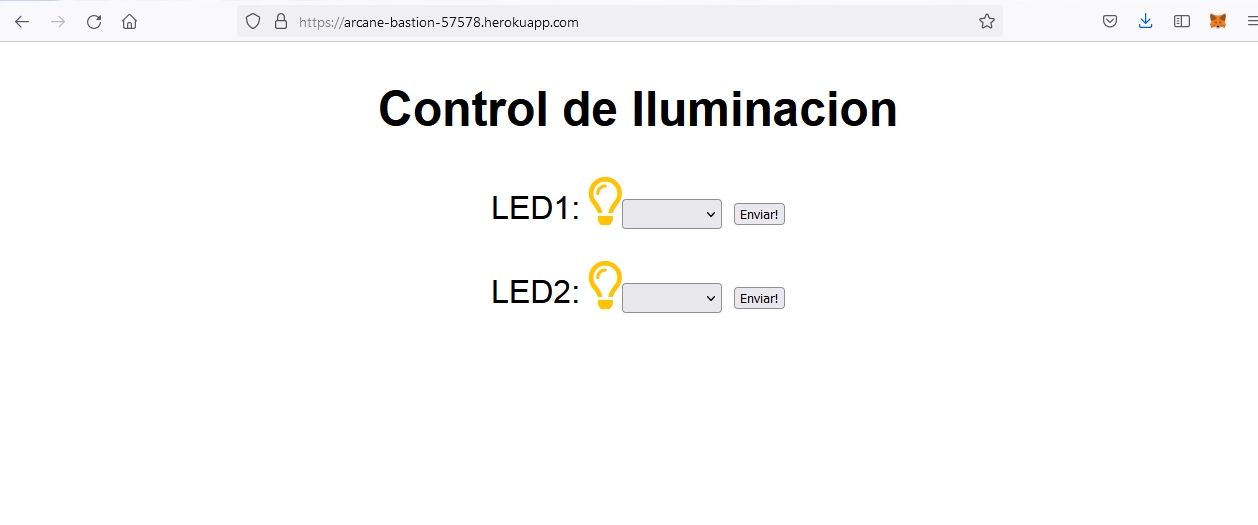 https://arcane-bastion-57578.herokuapp.com
Control de Iluminacion
LED1: Enviar!
LED2: Enviar!